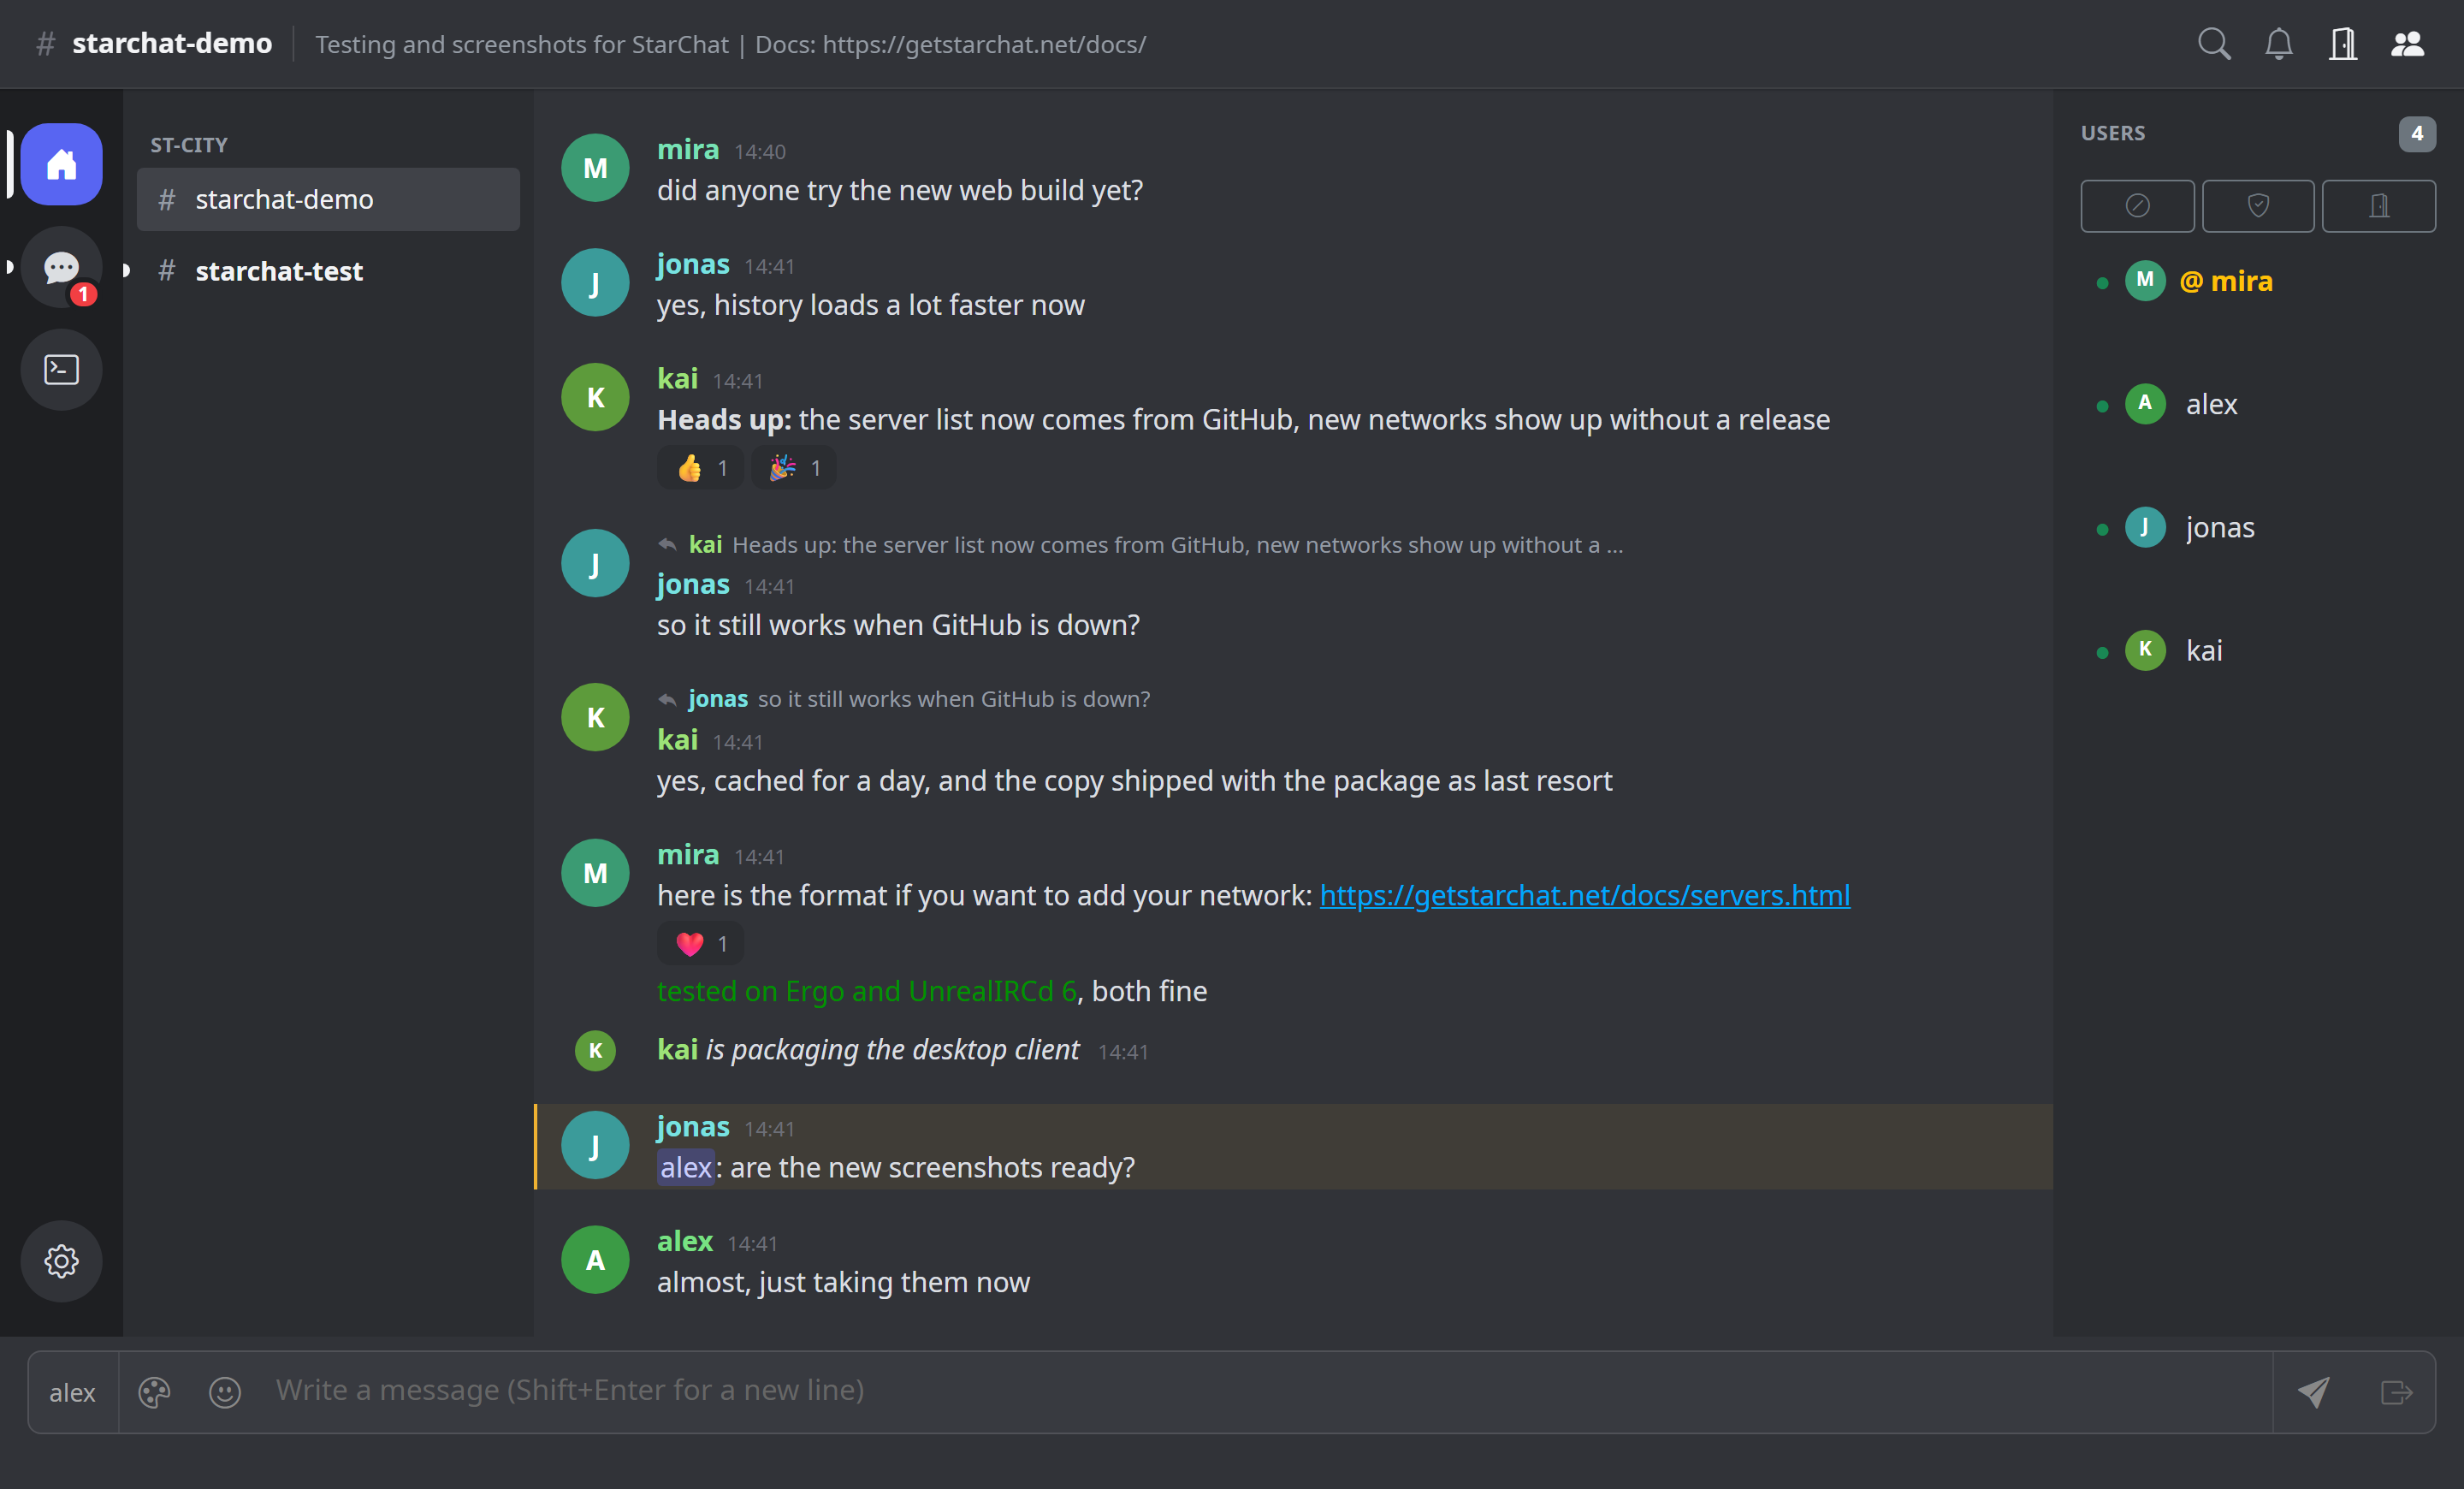 # starchat-demo
Testing and screenshots for StarChat | Docs: https://getstarchat.net/docs/
1
ST-CITY
# starchat-demo
# starchat-test
M
mira 14:40
did anyone try the new web build yet?
J
jonas 14:41
yes, history loads a lot faster now
K
kai 14:41
Heads up: the server list now comes from GitHub, new networks show up without a release
👍 1 🎉 1
kai Heads up: the server list now comes from GitHub, new networks show up without a ...
J
jonas 14:41
so it still works when GitHub is down?
jonas so it still works when GitHub is down?
K
kai 14:41
yes, cached for a day, and the copy shipped with the package as last resort
M
mira 14:41
here is the format if you want to add your network: https://getstarchat.net/docs/servers.html
❤️ 1
tested on Ergo and UnrealIRCd 6, both fine
K
kai is packaging the desktop client 14:41
J
jonas 14:41
alex: are the new screenshots ready?
A
alex 14:41
almost, just taking them now
USERS 4
M @ mira
A alex
J jonas
K kai
alex
Write a message (Shift+Enter for a new line)